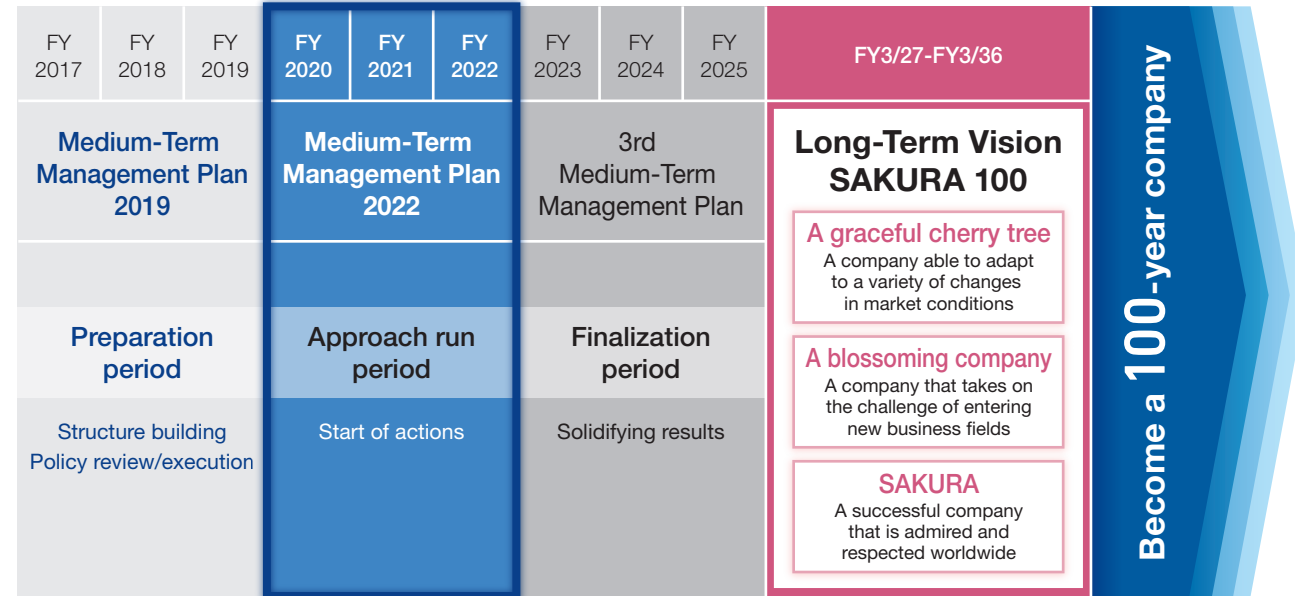 FY
2017
FY
2018
FY
2019
FY
2020
FY
2021
FY
2022
FY
2023
FY
2024
FY
2025
FY3/27-FY3/36
Medium-Term
Management Plan
2019
Medium-Term
Management Plan
2022
3rd
Medium-Term
Management Plan
Preparation
period
Approach run
period
Finalization
period
Structure building
Policy review/execution
Start of actions
Solidifying results
Long-Term Vision
SAKURA 100
A graceful cherry tree
A company able to adapt
to a variety of changes
in market conditions
A blossoming company
A company that takes on
the challenge of entering
new business fields
SAKURA
A successful company
that is admired and
respected worldwide
Become a 100-year company